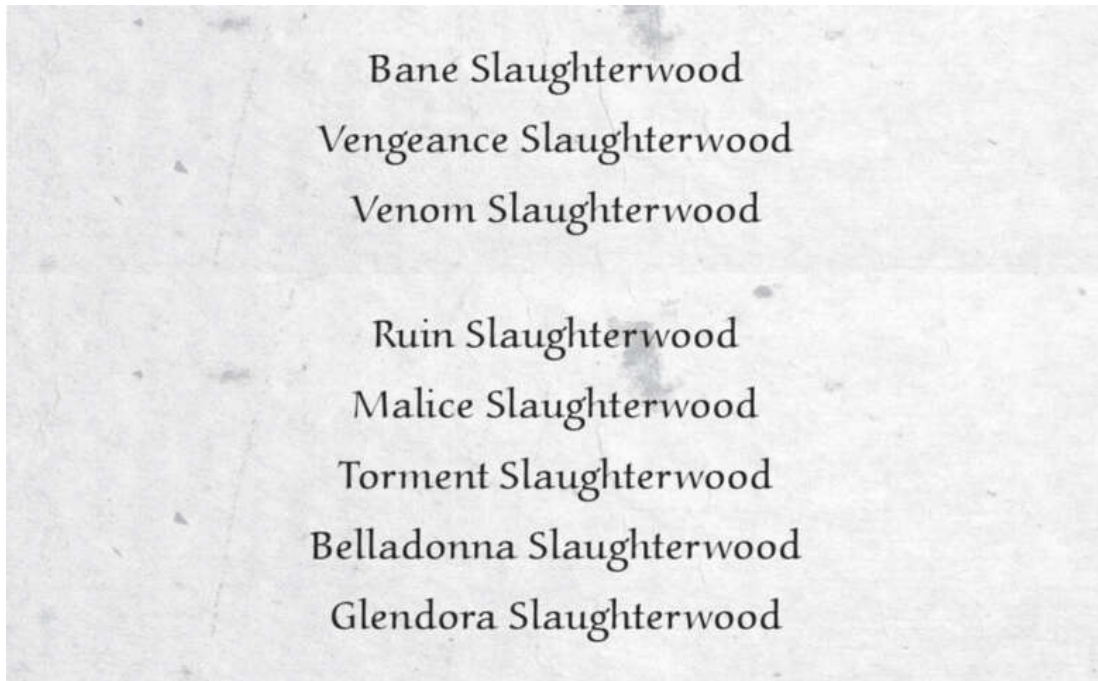 Bane Slaughterwood
Vengeance Slaughterwood
Venom Slaughterwood
Ruin Slaughterwood
Malice Slaughterwood
Torment Slaughterwood
Belladonna Slaughterwood
Glendora Slaughterwood